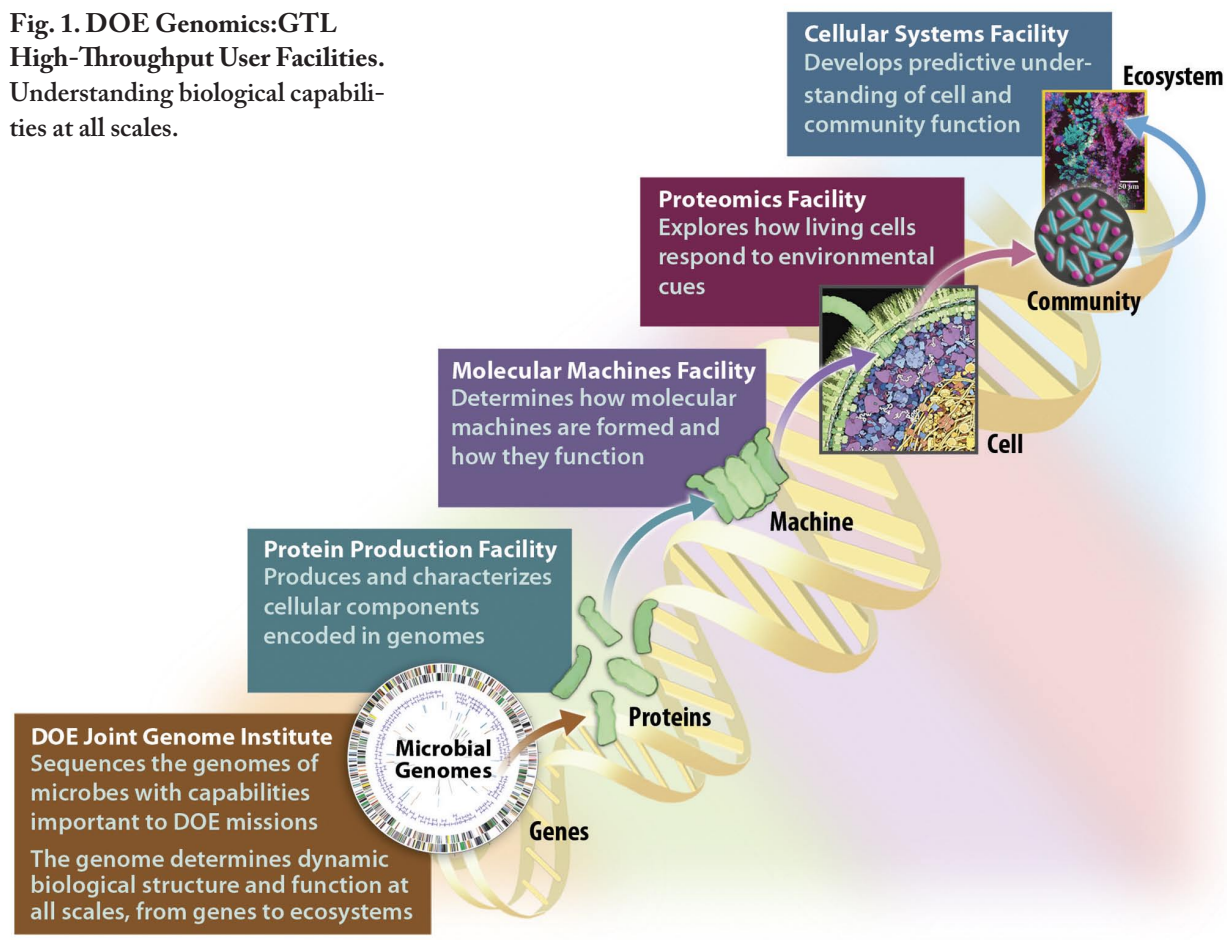 Fig. 1. DOE Genomics:GTL
High-Throughput User Facilities.
Understanding biological capabili-
ties at all scales.
Cellular Systems Facility
Develops predictive under-
standing of cell and
community function
Ecosystem
50 µm
Proteomics Facility
Explores how living cells
respond to environmental
cues
Community
Molecular Machines Facility
Determines how molecular
machines are formed and
how they function
Cell
Machine
Protein Production Facility
Produces and characterizes
cellular components
encoded in genomes
Proteins
DOE Joint Genome Institute
Sequences the genomes of
microbes with capabilities
important to DOE missions
The genome determines dynamic
biological structure and function at
all scales, from genes to ecosystems
Microbial
Genomes
Genes